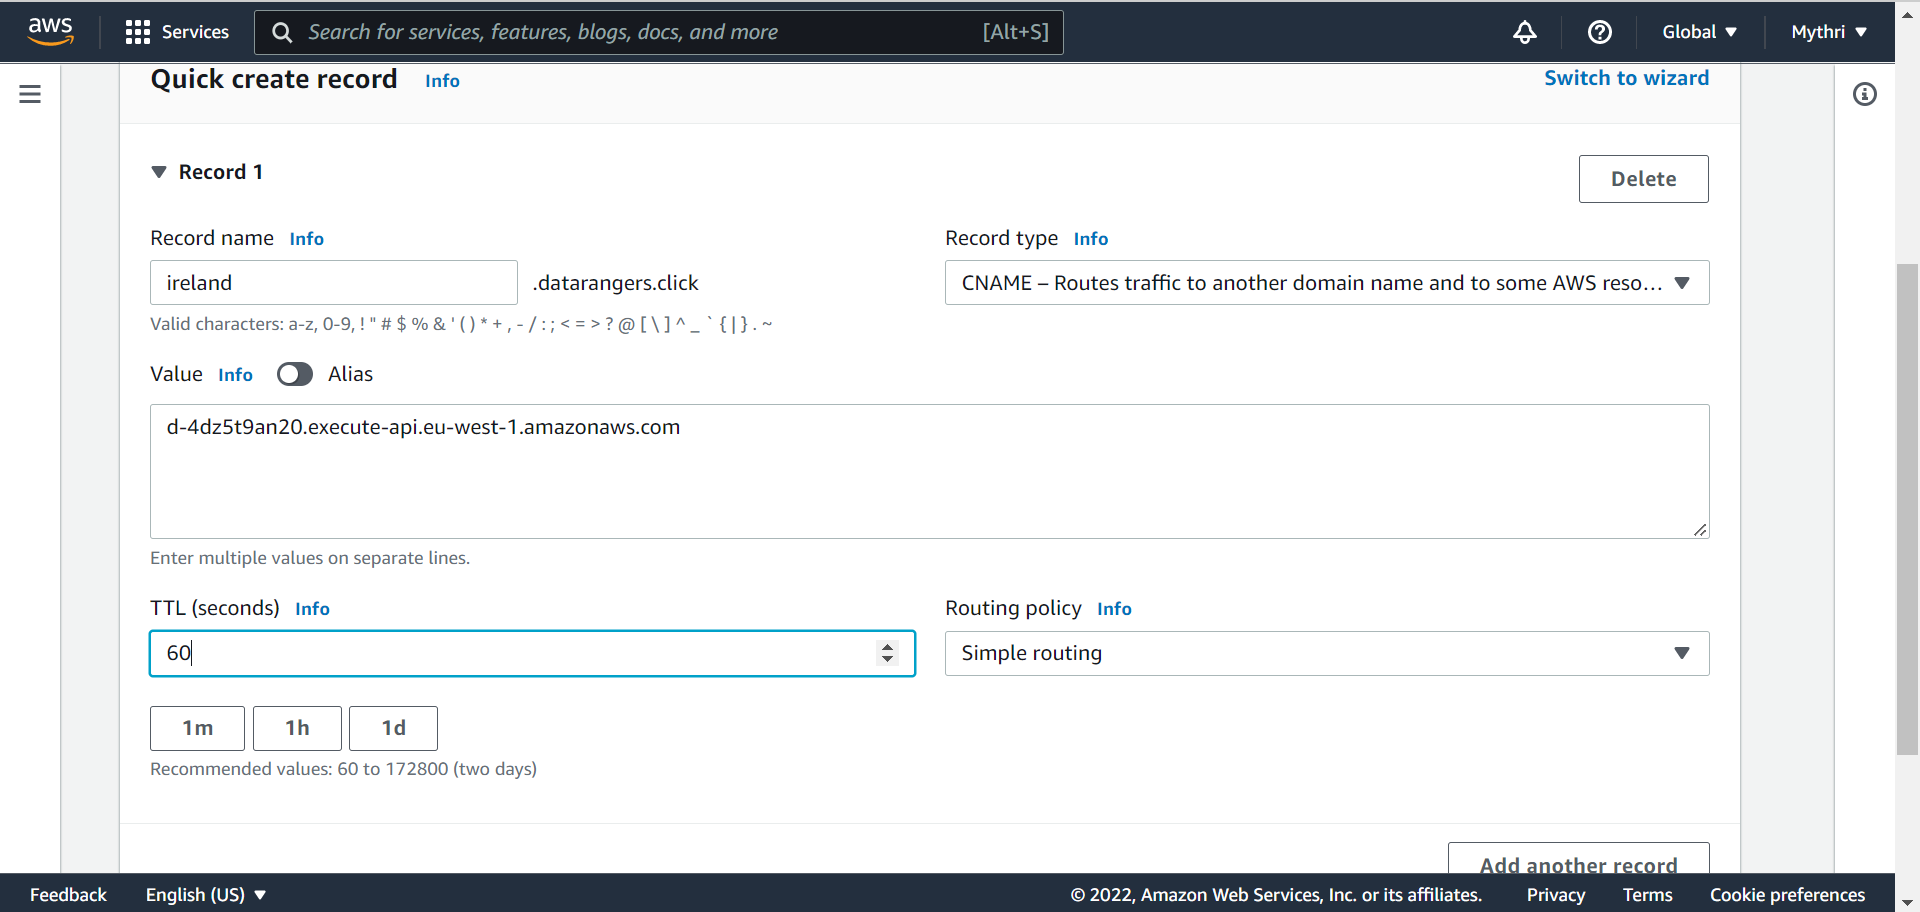 aws Services Search for services, features, blogs, docs, and more [Alt+S] Global Mythri
Quick create record Info Switch to wizard
Record 1 Delete
Record name Info Record type Info
ireland .datarangers.click CNAME – Routes traffic to another domain name and to some AWS reso...
Valid characters: a-z, 0-9, ! " # $ % & ' ( ) * + , - / : ; < = > ? @ [ \ ] ^ _ ` { | } . ~
Value Info Alias
d-4dz5t9an20.execute-api.eu-west-1.amazonaws.com
Enter multiple values on separate lines.
TTL (seconds) Info Routing policy Info
60 Simple routing
1m 1h 1d
Recommended values: 60 to 172800 (two days)
Add another record
Feedback English (US) © 2022, Amazon Web Services, Inc. or its affiliates. Privacy Terms Cookie preferences